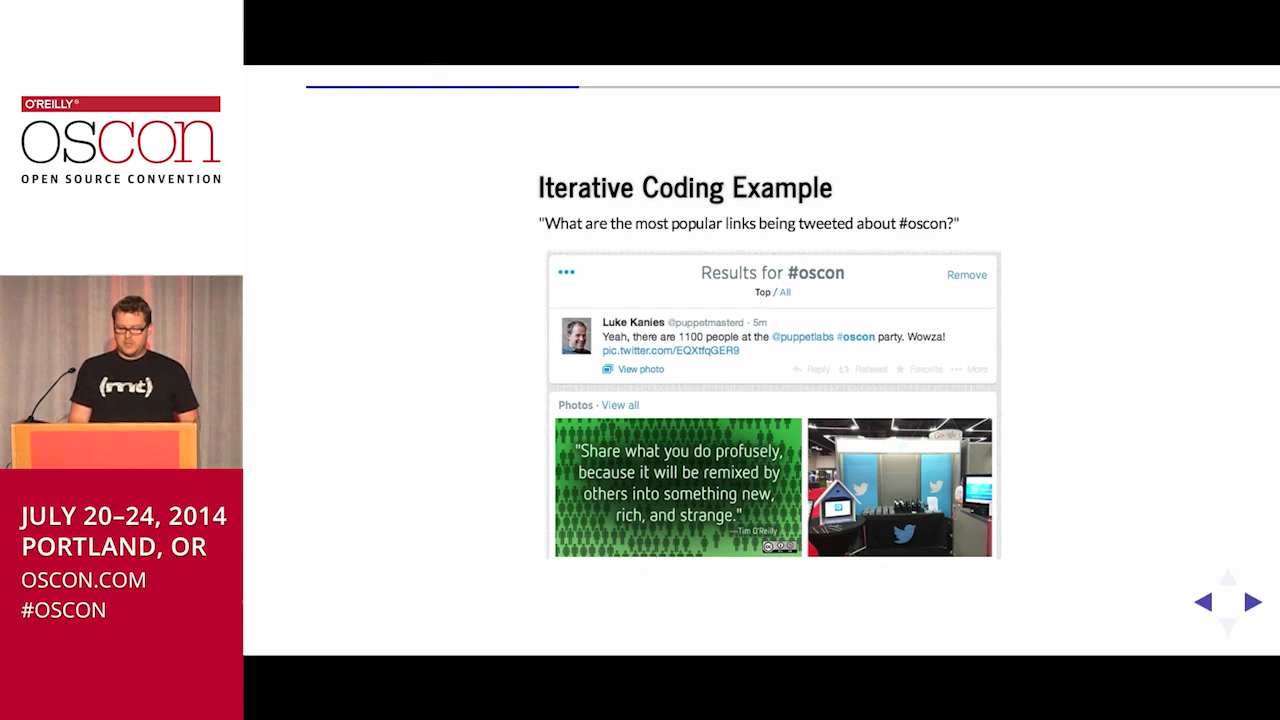 O'REILLY®
OSCON
OPEN SOURCE CONVENTION
JULY 20–24, 2014
PORTLAND, OR
OSCON.COM
#OSCON
Iterative Coding Example
"What are the most popular links being tweeted about #oscon?"
Results for #oscon
Remove
Top / All
Luke Kanies @puppetmasterd · 5m
Yeah, there are 1100 people at the @puppetlabs #oscon party. Wowza!
pic.twitter.com/EQXtfqGER9
View photo
Reply Retweet Favorite More
Photos · View all
"Share what you do profusely,
because it will be remixed by
others into something new,
rich, and strange."
—Tim O'Reilly
Google